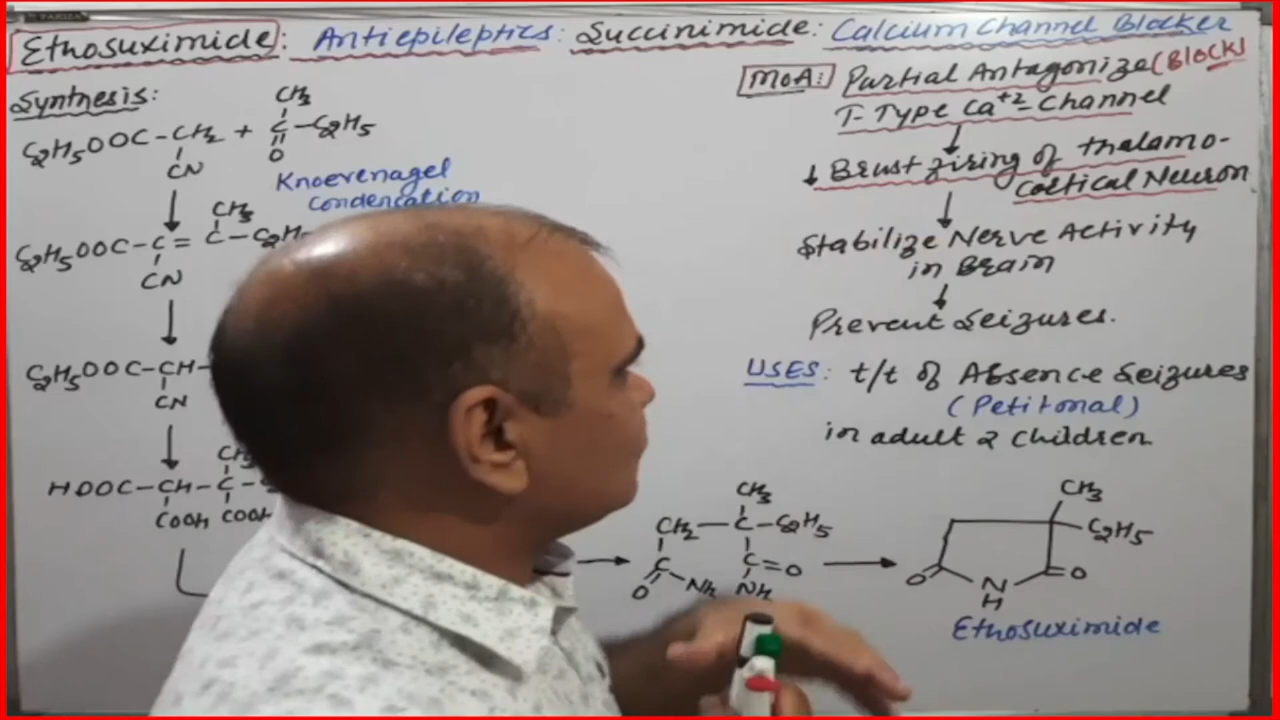 Ethosuximide: Antiepileptics: Succinimide: Calcium Channel Blocker
Synthesis:
CH₃
C₂H₅OOC-CH₂ + C-C₂H₅
CN O
Knoevenagel
Condencation
CH₃
C₂H₅OOC-C=C-C₂H₅
CN
C₂H₅OOC-CH-
CN
CH₃
HOOC-CH-C-
COOH COOH
MOA: Partial Antagonize (Block)
T-Type Ca⁺²-Channel
↓ Brust firing of thalamo-
Cortical Neuron
Stabilize Nerve Activity
in Brain
Prevent Seizures.
USES: t/t of Absence Seizures
(Petitmal)
in adult & Children
CH₃
CH₂-C-C₂H₅
C C=O
O NH₂ NH₂
CH₃
C₂H₅
O N O
H
Ethosuximide